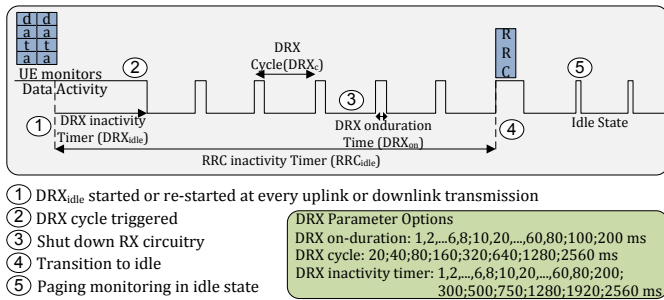 d d
a a
t t
a a
UE monitors
Data Activity
2
DRX
Cycle(DRXc)
R
R
C
5
3
1
DRX inactivity
Timer (DRXidle)
DRX onduration
Time (DRXon)
4
Idle State
RRC inactivity Timer (RRCidle)
1 DRXidle started or re-started at every uplink or downlink transmission
2 DRX cycle triggered
3 Shut down RX circuitry
4 Transition to idle
5 Paging monitoring in idle state
DRX Parameter Options
DRX on-duration: 1,2,...6,8;10,20,...,60,80;100;200 ms
DRX cycle: 20;40;80;160;320;640;1280;2560 ms
DRX inactivity timer: 1,2,...,6,8;10,20,...,60,80;200;
300;500;750;1280;1920;2560 ms